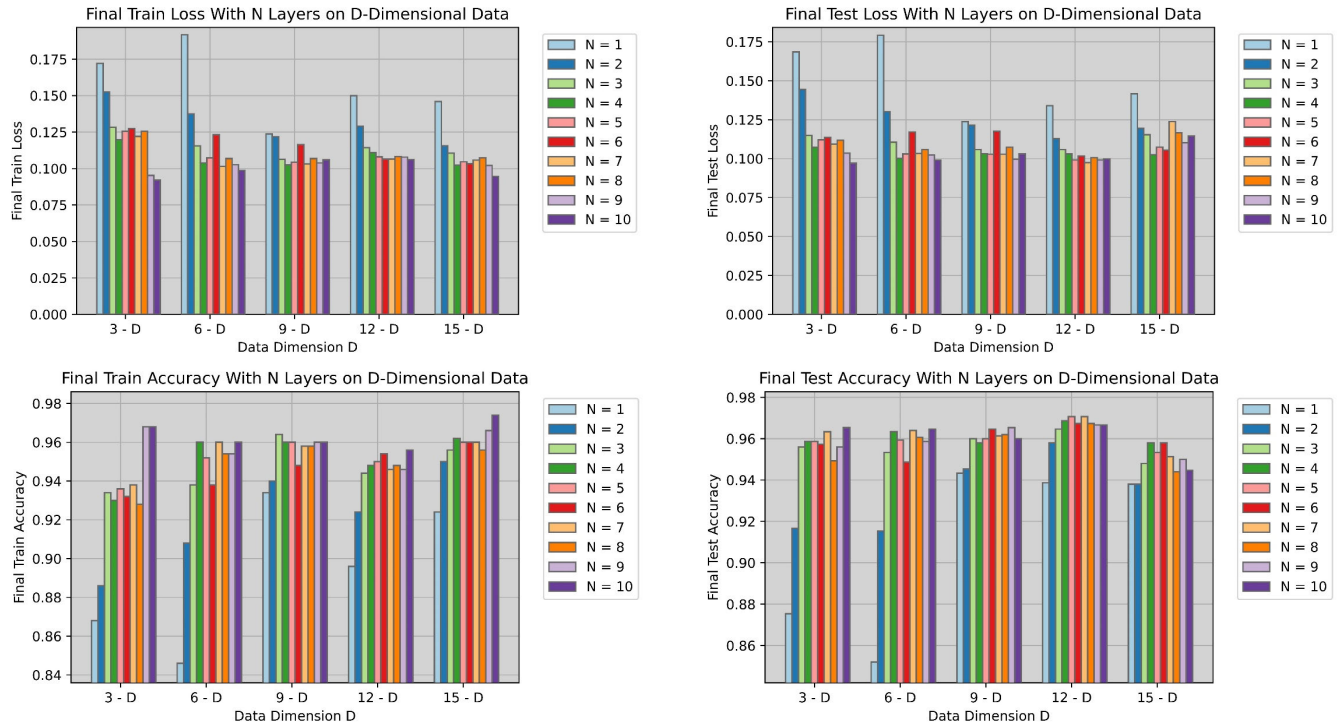 Final Train Loss With N Layers on D-Dimensional Data
Final Train Loss
0.175
0.150
0.125
0.100
0.075
0.050
0.025
0.000
3 - D
6 - D
9 - D
12 - D
15 - D
Data Dimension D
N = 1
N = 2
N = 3
N = 4
N = 5
N = 6
N = 7
N = 8
N = 9
N = 10
Final Test Loss With N Layers on D-Dimensional Data
Final Test Loss
0.175
0.150
0.125
0.100
0.075
0.050
0.025
0.000
3 - D
6 - D
9 - D
12 - D
15 - D
Data Dimension D
N = 1
N = 2
N = 3
N = 4
N = 5
N = 6
N = 7
N = 8
N = 9
N = 10
Final Train Accuracy With N Layers on D-Dimensional Data
Final Train Accuracy
0.98
0.96
0.94
0.92
0.90
0.88
0.86
0.84
3 - D
6 - D
9 - D
12 - D
15 - D
Data Dimension D
N = 1
N = 2
N = 3
N = 4
N = 5
N = 6
N = 7
N = 8
N = 9
N = 10
Final Test Accuracy With N Layers on D-Dimensional Data
Final Test Accuracy
0.98
0.96
0.94
0.92
0.90
0.88
0.86
3 - D
6 - D
9 - D
12 - D
15 - D
Data Dimension D
N = 1
N = 2
N = 3
N = 4
N = 5
N = 6
N = 7
N = 8
N = 9
N = 10